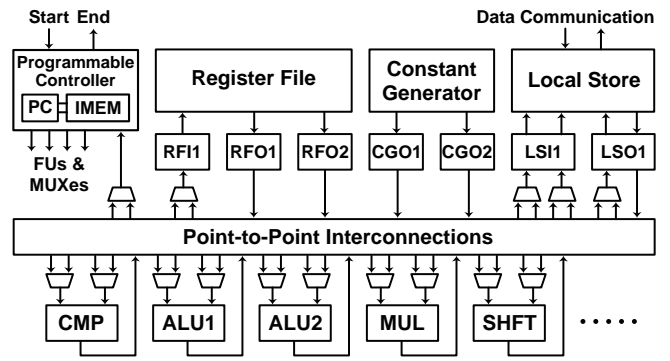 Start End
Data Communication
Programmable
Controller
PC
IMEM
Register File
Constant
Generator
Local Store
FUs &
MUXes
RFI1
RFO1
RFO2
CGO1
CGO2
LSI1
LSO1
Point-to-Point Interconnections
CMP
ALU1
ALU2
MUL
SHFT
.....